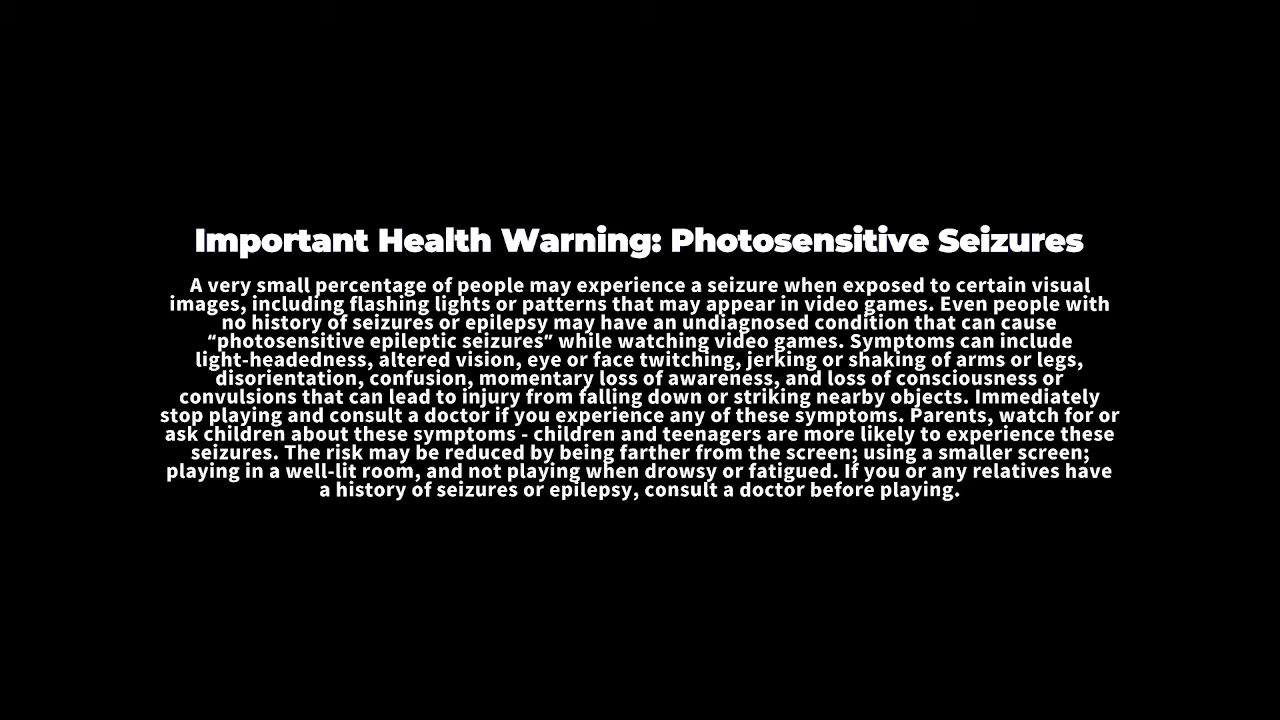 Important Health Warning: Photosensitive Seizures
A very small percentage of people may experience a seizure when exposed to certain visual
images, including flashing lights or patterns that may appear in video games. Even people with
no history of seizures or epilepsy may have an undiagnosed condition that can cause
“photosensitive epileptic seizures” while watching video games. Symptoms can include
light-headedness, altered vision, eye or face twitching, jerking or shaking of arms or legs,
disorientation, confusion, momentary loss of awareness, and loss of consciousness or
convulsions that can lead to injury from falling down or striking nearby objects. Immediately
stop playing and consult a doctor if you experience any of these symptoms. Parents, watch for or
ask children about these symptoms - children and teenagers are more likely to experience these
seizures. The risk may be reduced by being farther from the screen; using a smaller screen;
playing in a well-lit room, and not playing when drowsy or fatigued. If you or any relatives have
a history of seizures or epilepsy, consult a doctor before playing.